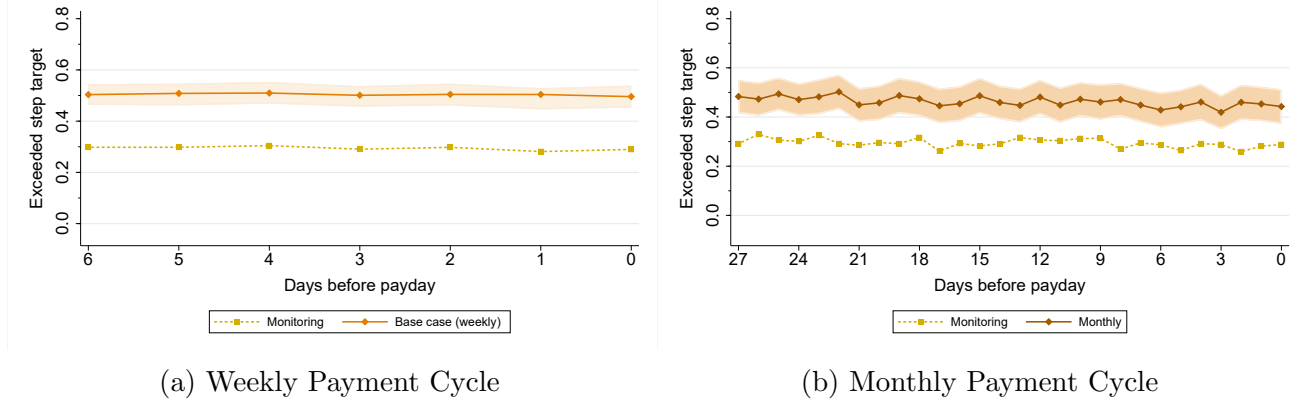 Exceeded step target
0.8
0.6
0.4
0.2
0.0
6 5 4 3 2 1 0
Days before payday
Monitoring Base case (weekly)
(a) Weekly Payment Cycle
Exceeded step target
0.8
0.6
0.4
0.2
0.0
27 24 21 18 15 12 9 6 3 0
Days before payday
Monitoring Monthly
(b) Monthly Payment Cycle